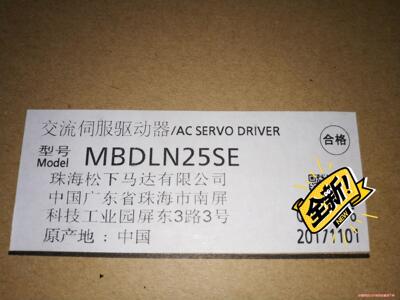 交流伺服驱动器/AC SERVO DRIVER
合格
型号
Model MBDLN25SE
珠海松下马达有限公司
中国广东省珠海市南屏
科技工业园屏东3路3号
原产地：中国
20171101
全新！
NEW